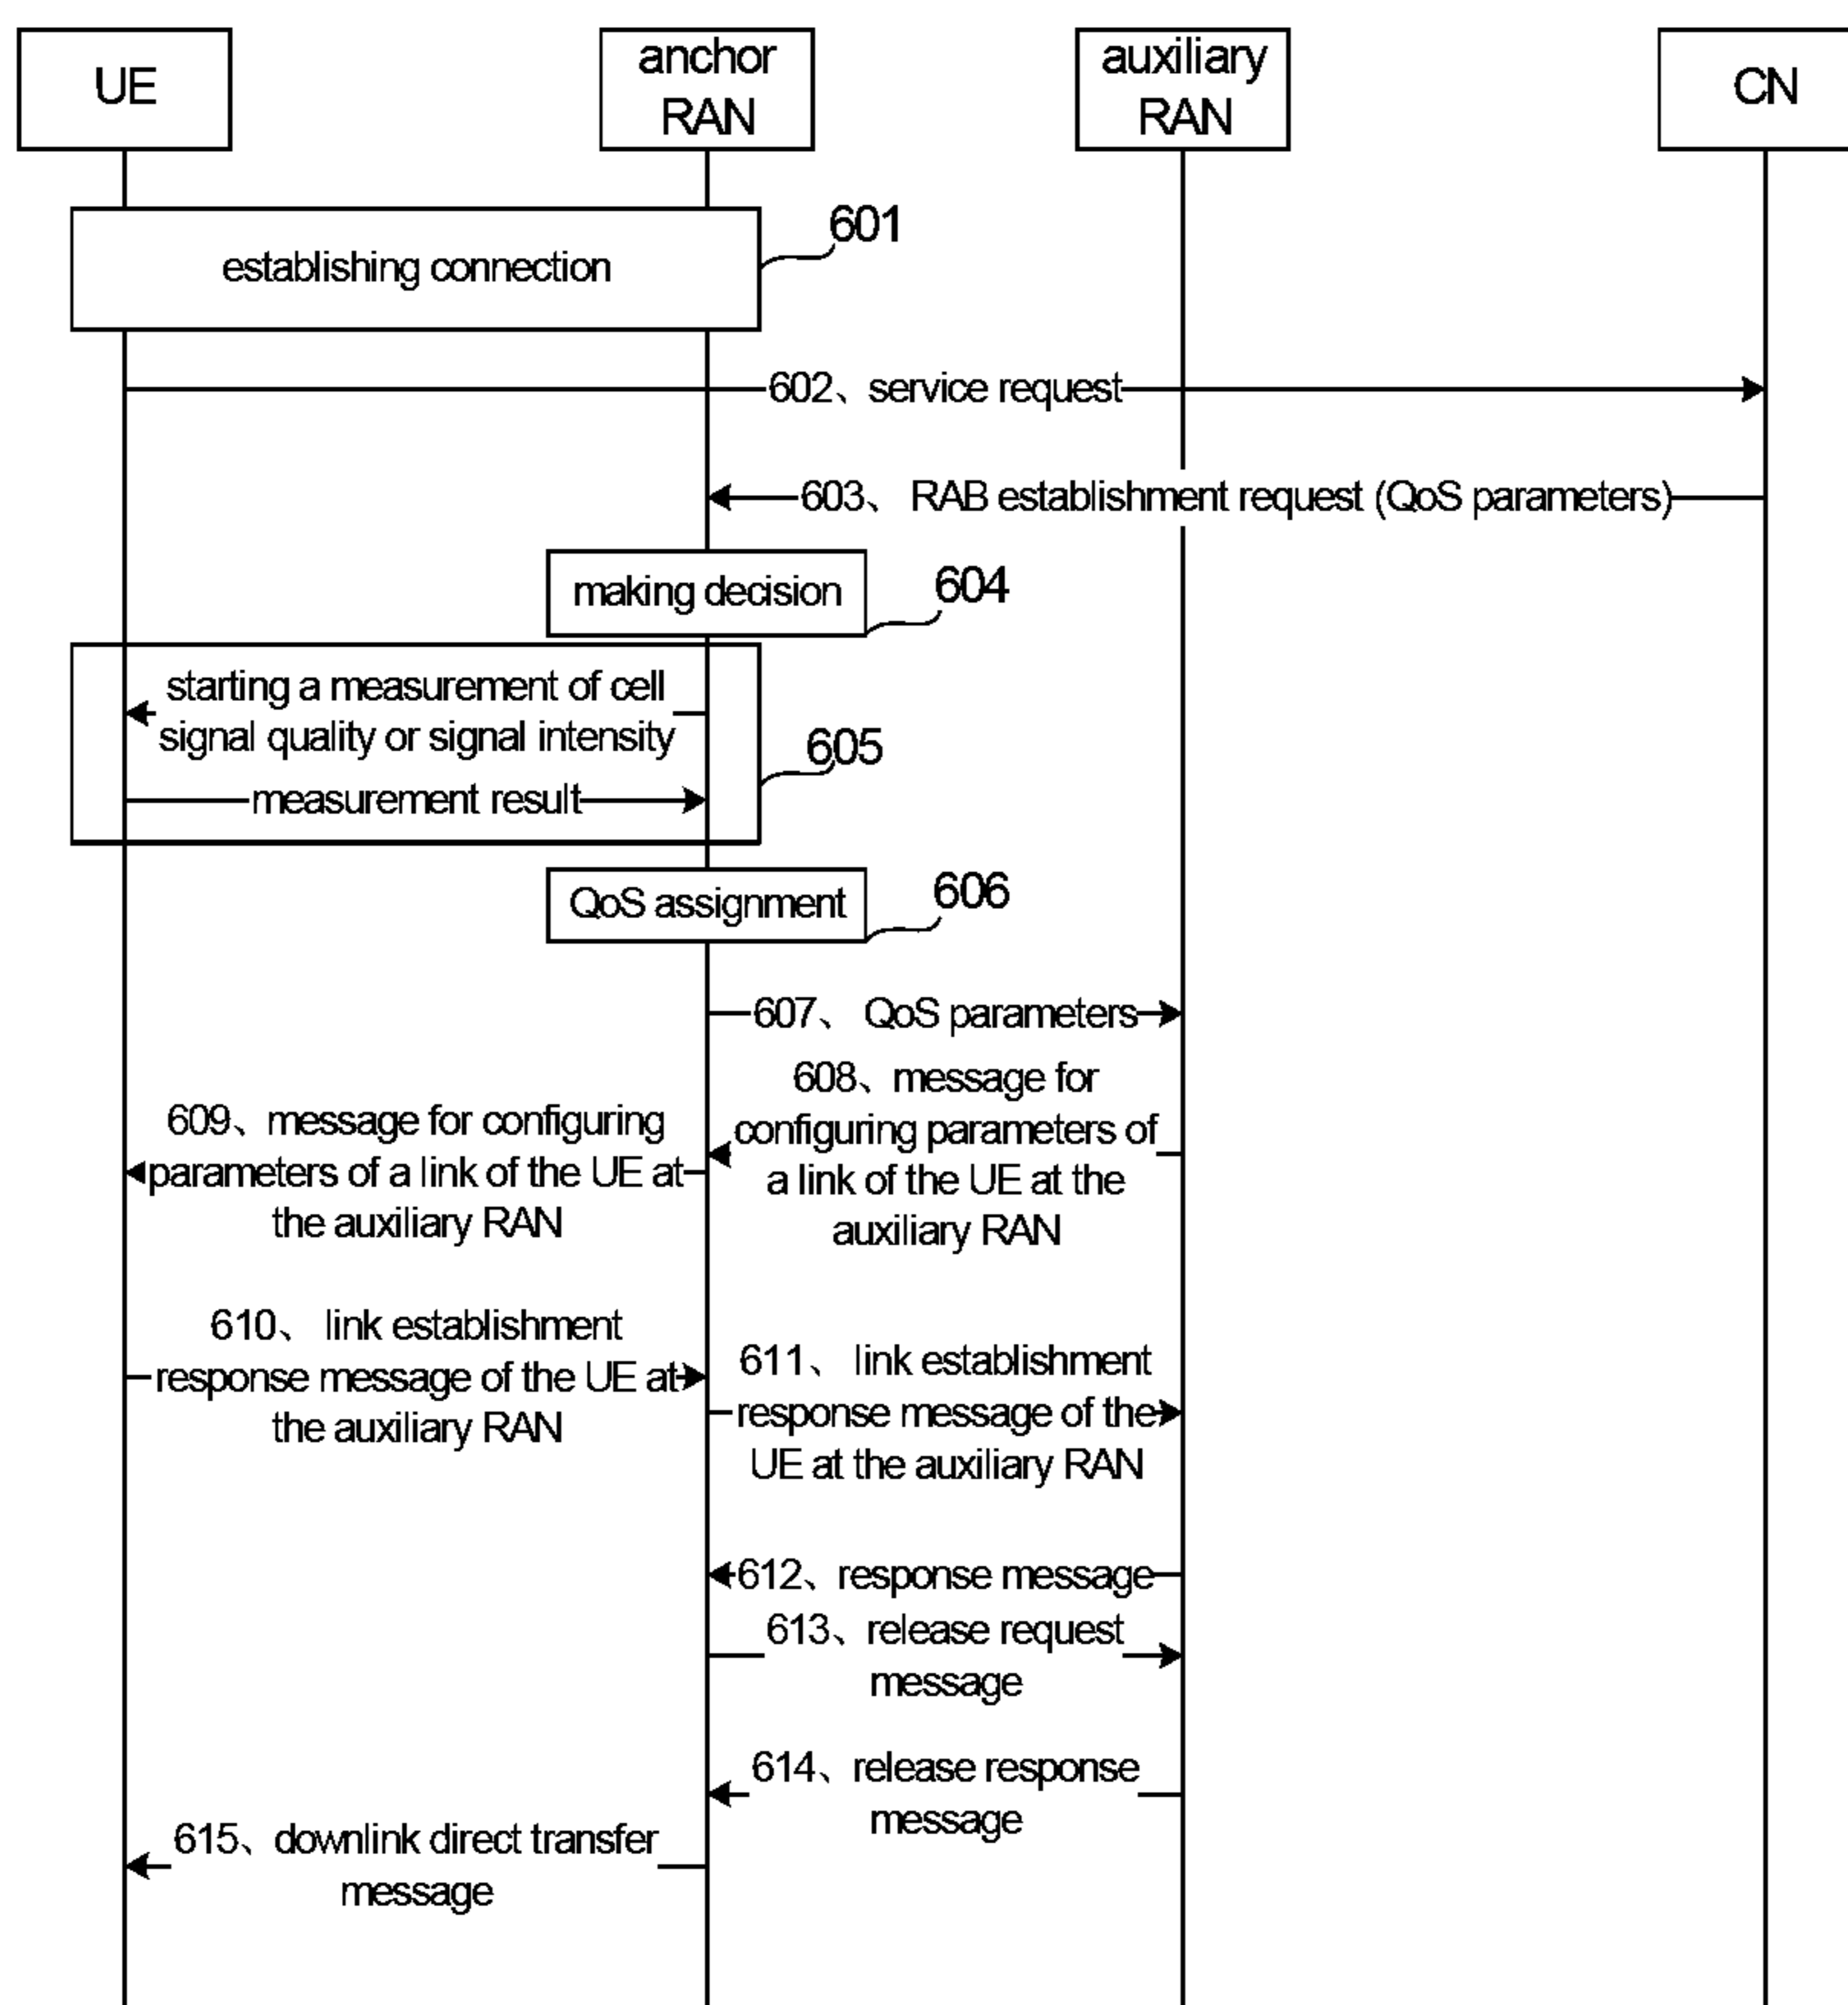 UE
anchor
RAN
auxiliary
RAN
CN
establishing connection
601
602、service request
603、 RAB establishment request (QoS parameters)
making decision
604
starting a measurement of cell
signal quality or signal intensity
measurement result
605
QoS assignment
606
607、 QoS parameters
608、message for
configuring parameters of
a link of the UE at the
auxiliary RAN
609、message for configuring
parameters of a link of the UE at
the auxiliary RAN
610、 link establishment
response message of the UE at
the auxiliary RAN
611、 link establishment
response message of the
UE at the auxiliary RAN
612、response message
613、release request
message
614、release response
message
615、downlink direct transfer
message